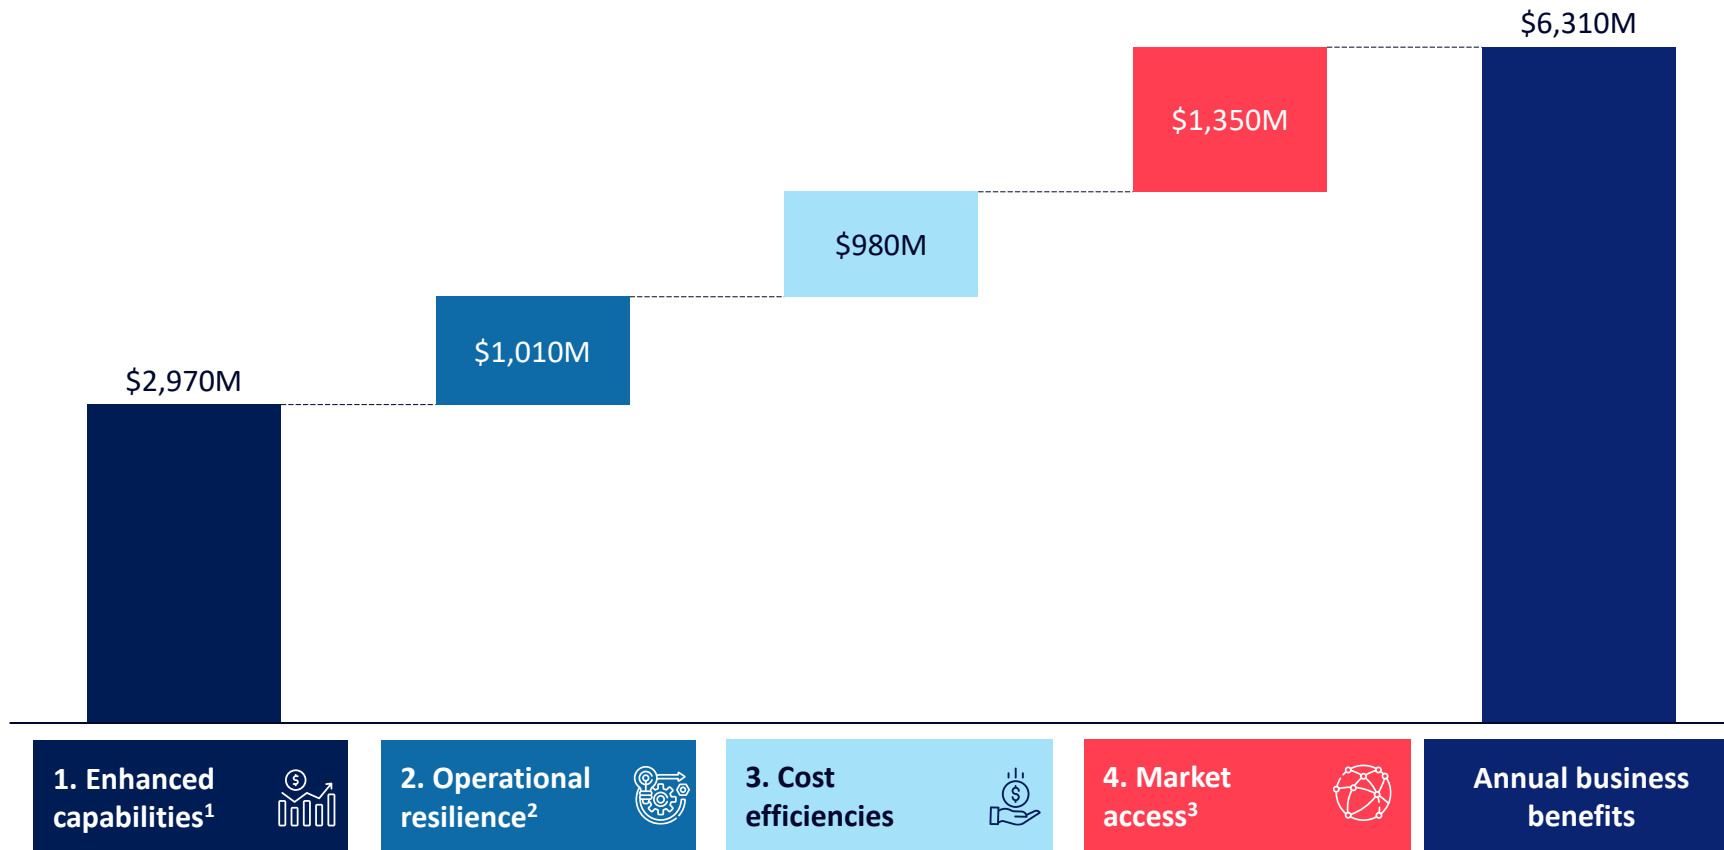 $6,310M
$1,350M
$980M
$1,010M
$2,970M
1. Enhanced
capabilities¹
2. Operational
resilience²
3. Cost
efficiencies
4. Market
access³
Annual business
benefits